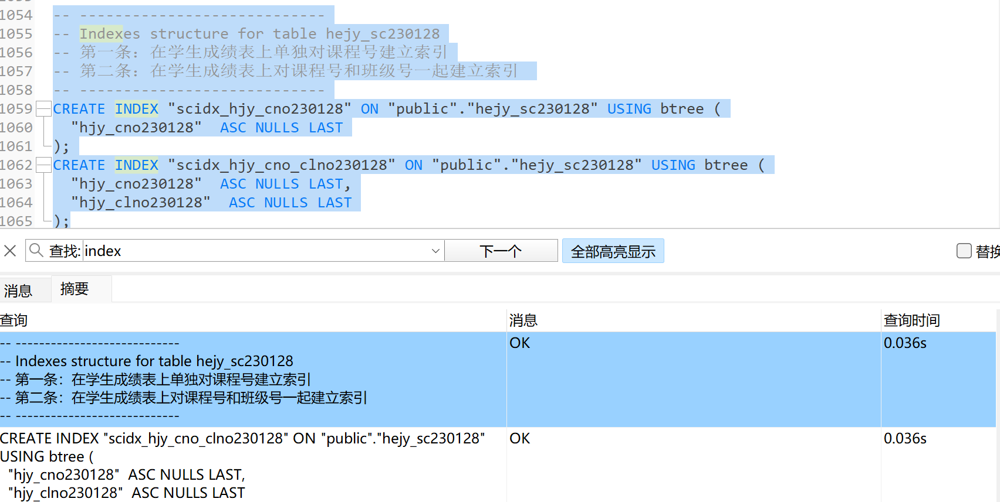 1054 -- ----------------------------
1055 -- Indexes structure for table hejy_sc230128
1056 -- 第一条：在学生成绩表上单独对课程号建立索引
1057 -- 第二条：在学生成绩表上对课程号和班级号一起建立索引
1058 -- ----------------------------
1059 CREATE INDEX "scidx_hjy_cno230128" ON "public"."hejy_sc230128" USING btree (
1060   "hjy_cno230128"  ASC NULLS LAST
1061 );
1062 CREATE INDEX "scidx_hjy_cno_clno230128" ON "public"."hejy_sc230128" USING btree (
1063   "hjy_cno230128"  ASC NULLS LAST,
1064   "hjy_clno230128"  ASC NULLS LAST
1065 );
查找: index 下一个 全部高亮显示 替换
消息 摘要
查询 消息 查询时间
-- ---------------------------- OK 0.036s
-- Indexes structure for table hejy_sc230128
-- 第一条：在学生成绩表上单独对课程号建立索引
-- 第二条：在学生成绩表上对课程号和班级号一起建立索引
-- ----------------------------
CREATE INDEX "scidx_hjy_cno_clno230128" ON "public"."hejy_sc230128" OK 0.036s
USING btree (
  "hjy_cno230128"  ASC NULLS LAST,
  "hjy_clno230128"  ASC NULLS LAST